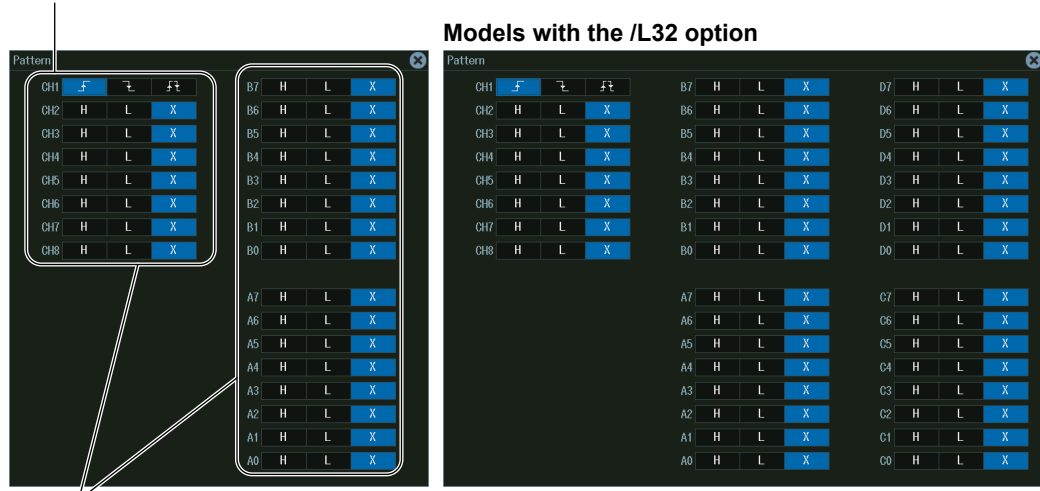 Models with the /L32 option
Pattern
CH1
CH2 H L X
CH3 H L X
CH4 H L X
CH5 H L X
CH6 H L X
CH7 H L X
CH8 H L X
B7 H L X
B6 H L X
B5 H L X
B4 H L X
B3 H L X
B2 H L X
B1 H L X
B0 H L X
A7 H L X
A6 H L X
A5 H L X
A4 H L X
A3 H L X
A2 H L X
A1 H L X
A0 H L X
Pattern
CH1
CH2 H L X
CH3 H L X
CH4 H L X
CH5 H L X
CH6 H L X
CH7 H L X
CH8 H L X
B7 H L X
B6 H L X
B5 H L X
B4 H L X
B3 H L X
B2 H L X
B1 H L X
B0 H L X
A7 H L X
A6 H L X
A5 H L X
A4 H L X
A3 H L X
A2 H L X
A1 H L X
A0 H L X
D7 H L X
D6 H L X
D5 H L X
D4 H L X
D3 H L X
D2 H L X
D1 H L X
D0 H L X
C7 H L X
C6 H L X
C5 H L X
C4 H L X
C3 H L X
C2 H L X
C1 H L X
C0 H L X